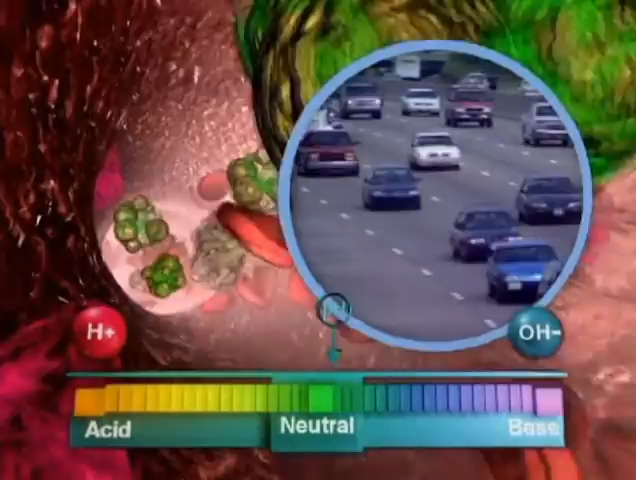 H+
OH-
Acid
Neutral
Base